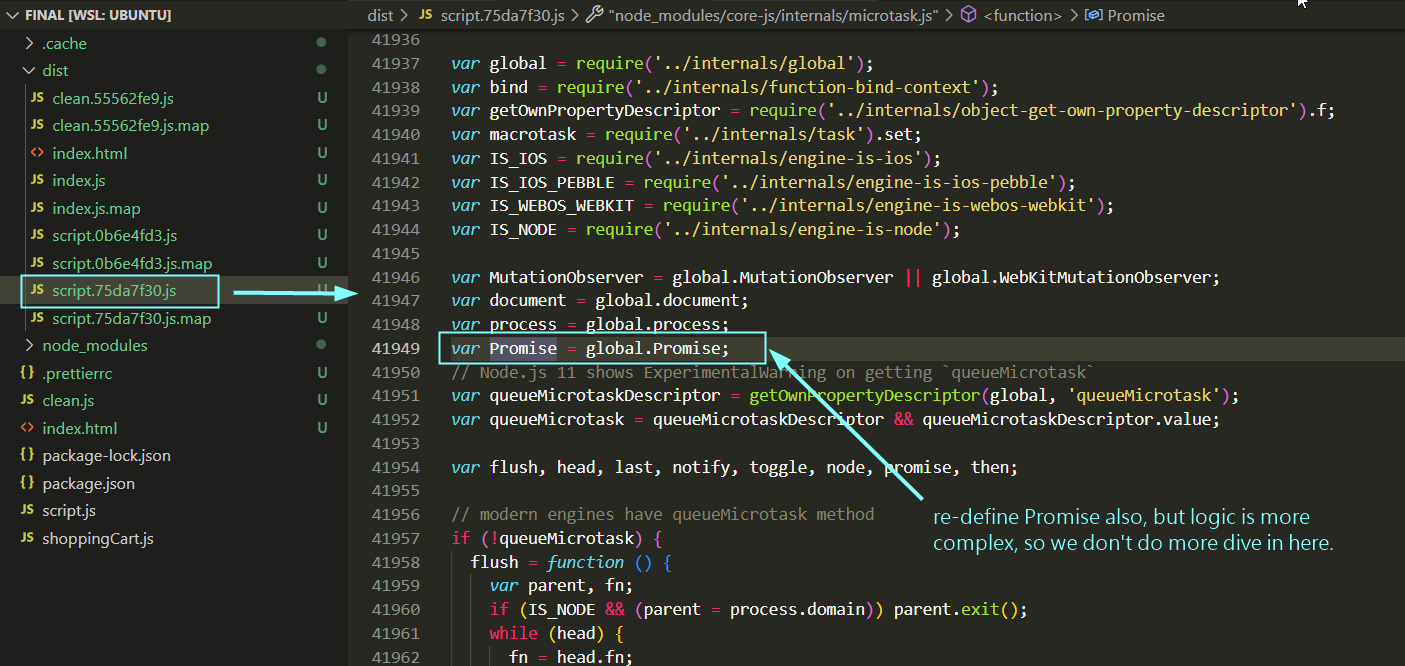 FINAL [WSL: UBUNTU]
.cache
dist
JS clean.55562fe9.js U
JS clean.55562fe9.js.map U
<> index.html U
JS index.js U
JS index.js.map U
JS script.0b6e4fd3.js U
JS script.0b6e4fd3.js.map U
JS script.75da7f30.js U
JS script.75da7f30.js.map U
node_modules
{} .prettierrc U
JS clean.js U
<> index.html U
{} package-lock.json
{} package.json
JS script.js
JS shoppingCart.js
dist > JS script.75da7f30.js > "node_modules/core-js/internals/microtask.js" > <function> > Promise
41936
41937 var global = require('../internals/global');
41938 var bind = require('../internals/function-bind-context');
41939 var getOwnPropertyDescriptor = require('../internals/object-get-own-property-descriptor').f;
41940 var macrotask = require('../internals/task').set;
41941 var IS_IOS = require('../internals/engine-is-ios');
41942 var IS_IOS_PEBBLE = require('../internals/engine-is-ios-pebble');
41943 var IS_WEBOS_WEBKIT = require('../internals/engine-is-webos-webkit');
41944 var IS_NODE = require('../internals/engine-is-node');
41945
41946 var MutationObserver = global.MutationObserver || global.WebKitMutationObserver;
41947 var document = global.document;
41948 var process = global.process;
41949 var Promise = global.Promise;
41950 // Node.js 11 shows ExperimentalWarning on getting `queueMicrotask`
41951 var queueMicrotaskDescriptor = getOwnPropertyDescriptor(global, 'queueMicrotask');
41952 var queueMicrotask = queueMicrotaskDescriptor && queueMicrotaskDescriptor.value;
41953
41954 var flush, head, last, notify, toggle, node, promise, then;
41955
41956 // modern engines have queueMicrotask method
41957 if (!queueMicrotask) {
41958 flush = function () {
41959 var parent, fn;
41960 if (IS_NODE && (parent = process.domain)) parent.exit();
41961 while (head) {
41962 fn = head.fn;
re-define Promise also, but logic is more
complex, so we don't do more dive in here.